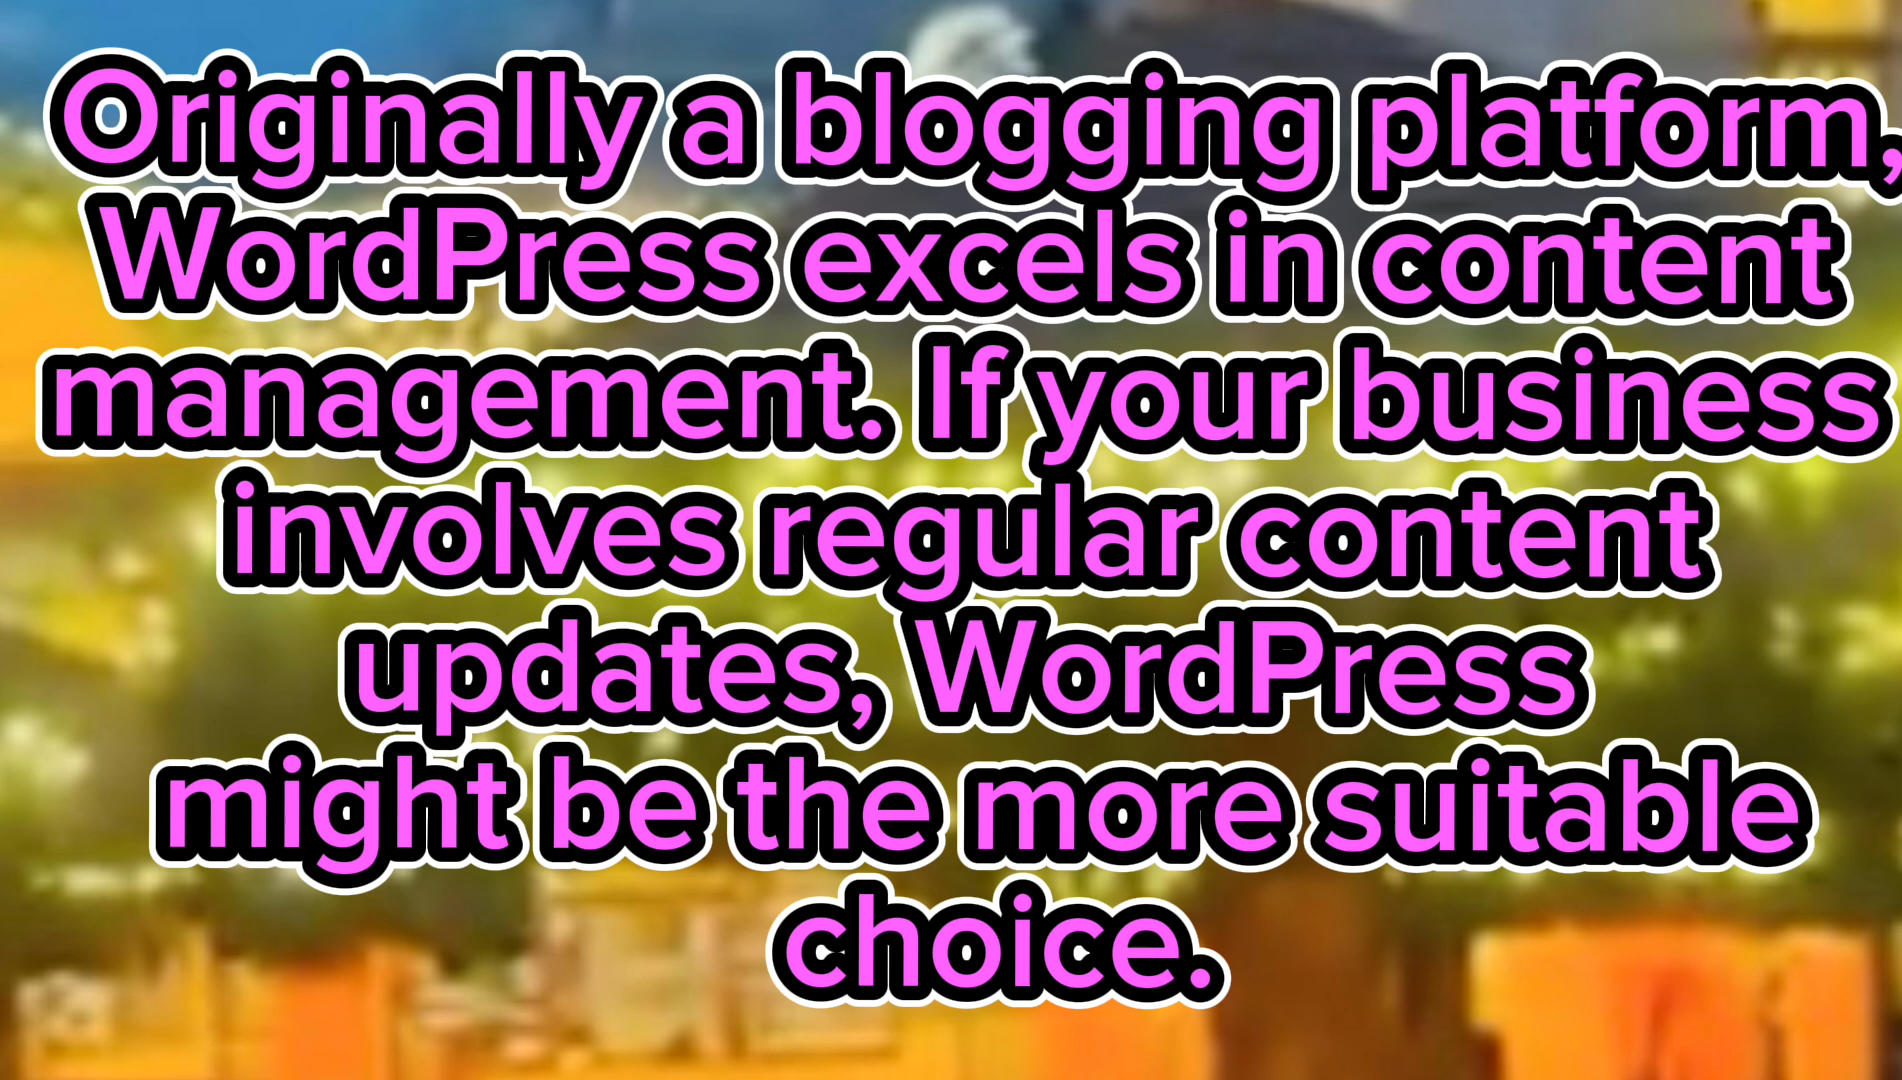 Originally a blogging platform,
WordPress excels in content
management. If your business
involves regular content
updates, WordPress
might be the more suitable
choice.